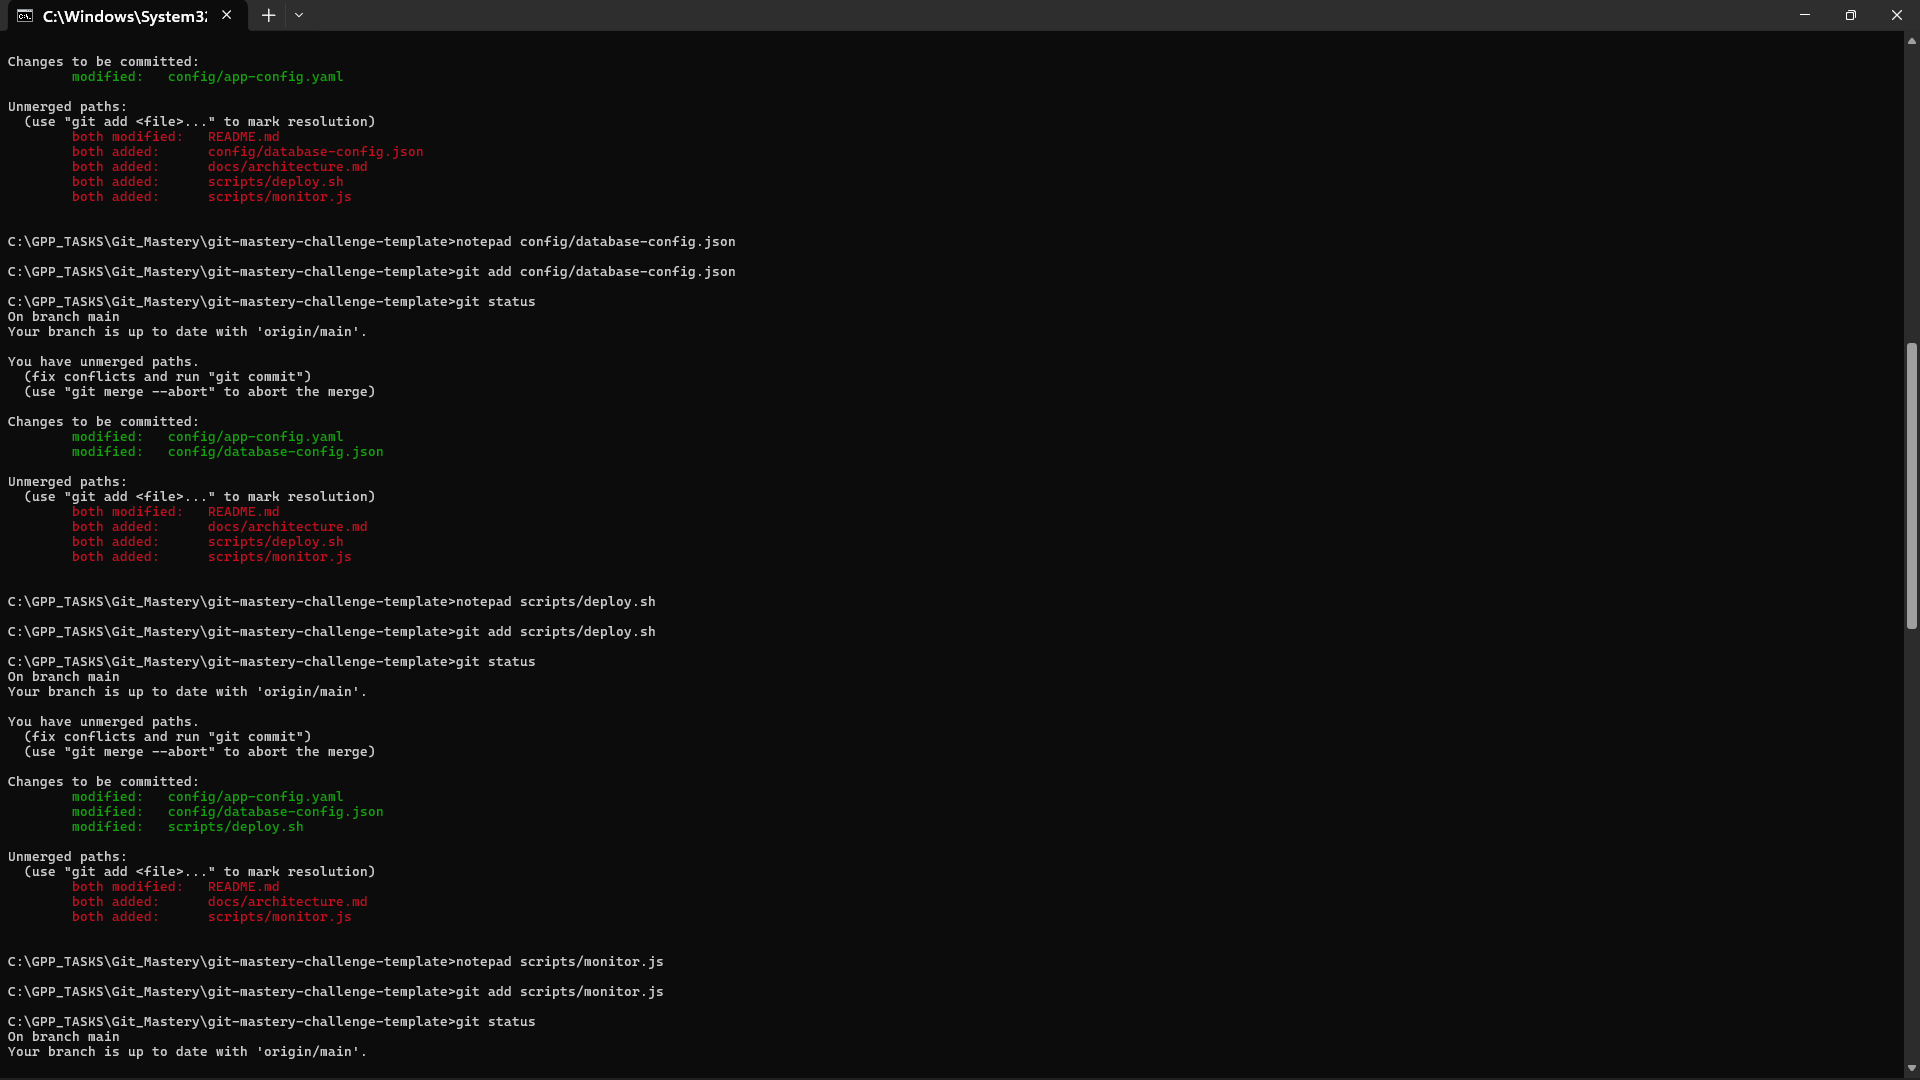 C:\Windows\System32
Changes to be committed:
        modified:   config/app-config.yaml
Unmerged paths:
  (use "git add <file>..." to mark resolution)
        both modified:   README.md
        both added:      config/database-config.json
        both added:      docs/architecture.md
        both added:      scripts/deploy.sh
        both added:      scripts/monitor.js
C:\GPP_TASKS\Git_Mastery\git-mastery-challenge-template>notepad config/database-config.json
C:\GPP_TASKS\Git_Mastery\git-mastery-challenge-template>git add config/database-config.json
C:\GPP_TASKS\Git_Mastery\git-mastery-challenge-template>git status
On branch main
Your branch is up to date with 'origin/main'.
You have unmerged paths.
  (fix conflicts and run "git commit")
  (use "git merge --abort" to abort the merge)
Changes to be committed:
        modified:   config/app-config.yaml
        modified:   config/database-config.json
Unmerged paths:
  (use "git add <file>..." to mark resolution)
        both modified:   README.md
        both added:      docs/architecture.md
        both added:      scripts/deploy.sh
        both added:      scripts/monitor.js
C:\GPP_TASKS\Git_Mastery\git-mastery-challenge-template>notepad scripts/deploy.sh
C:\GPP_TASKS\Git_Mastery\git-mastery-challenge-template>git add scripts/deploy.sh
C:\GPP_TASKS\Git_Mastery\git-mastery-challenge-template>git status
On branch main
Your branch is up to date with 'origin/main'.
You have unmerged paths.
  (fix conflicts and run "git commit")
  (use "git merge --abort" to abort the merge)
Changes to be committed:
        modified:   config/app-config.yaml
        modified:   config/database-config.json
        modified:   scripts/deploy.sh
Unmerged paths:
  (use "git add <file>..." to mark resolution)
        both modified:   README.md
        both added:      docs/architecture.md
        both added:      scripts/monitor.js
C:\GPP_TASKS\Git_Mastery\git-mastery-challenge-template>notepad scripts/monitor.js
C:\GPP_TASKS\Git_Mastery\git-mastery-challenge-template>git add scripts/monitor.js
C:\GPP_TASKS\Git_Mastery\git-mastery-challenge-template>git status
On branch main
Your branch is up to date with 'origin/main'.